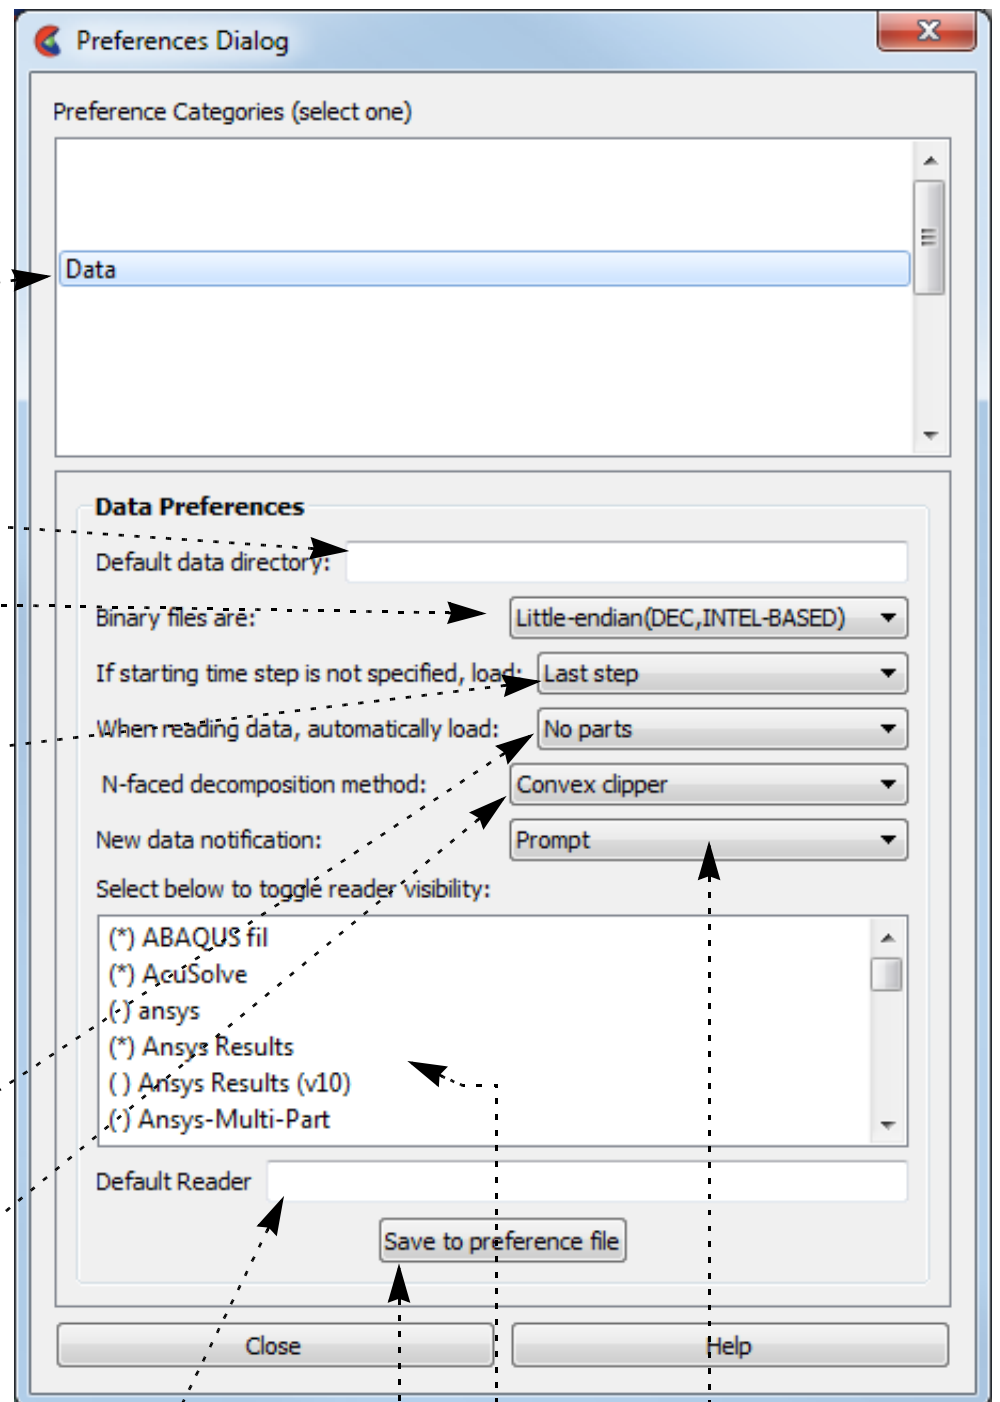 Preferences Dialog
X
Preference Categories (select one)
Data
Data Preferences
Default data directory:
Binary files are: Little-endian(DEC,INTEL-BASED)
If starting time step is not specified, load: Last step
When reading data, automatically load: No parts
N-faced decomposition method: Convex clipper
New data notification: Prompt
Select below to toggle reader visibility:
(*) ABAQUS fil
(*) AcuSolve
( ) ansys
(*) Ansys Results
( ) Ansys Results (v10)
( ) Ansys-Multi-Part
Default Reader
Save to preference file
Close Help